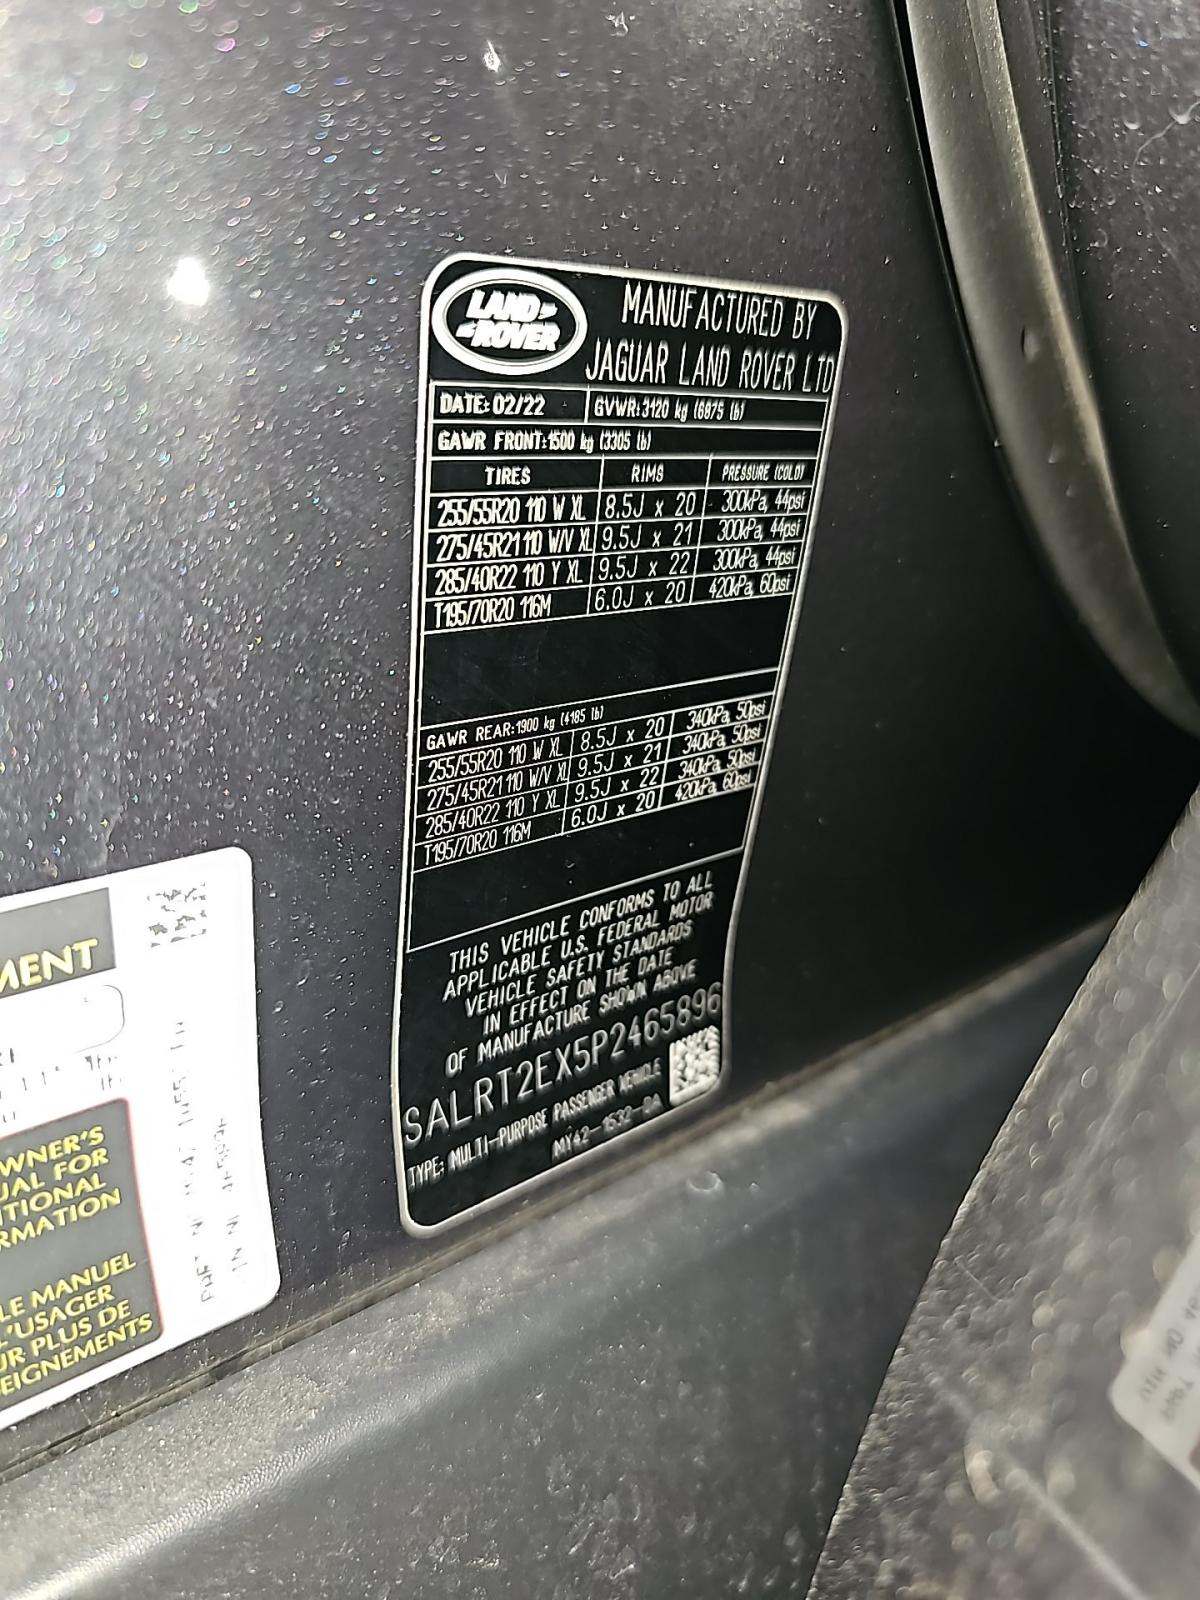 LAND
ROVER
MANUFACTURED BY
JAGUAR LAND ROVER LTD
DATE: 02/22 GVWR: 3120 kg (6875 lb)
GAWR FRONT: 1500 kg (3305 lb)
TIRES RIMS PRESSURE (COLD)
255/55R20 110 W XL 8.5J x 20 300kPa, 44psi
275/45R21 110 W/V XL 9.5J x 21 300kPa, 44psi
285/40R22 110 Y XL 9.5J x 22 300kPa, 44psi
T195/70R20 116M 6.0J x 20 420kPa, 60psi
GAWR REAR: 1900 kg (4185 lb)
255/55R20 110 W XL 8.5J x 20 340kPa, 50psi
275/45R21 110 W/V XL 9.5J x 21 340kPa, 50psi
285/40R22 110 Y XL 9.5J x 22 340kPa, 50psi
T195/70R20 116M 6.0J x 20 420kPa, 60psi
THIS VEHICLE CONFORMS TO ALL
APPLICABLE U.S. FEDERAL MOTOR
VEHICLE SAFETY STANDARDS
IN EFFECT ON THE DATE
OF MANUFACTURE SHOWN ABOVE
SALRT2EX5P2465896
TYPE: MULTI-PURPOSE PASSENGER VEHICLE
MY42-1532-DA
MENT
WNER'S
UAL FOR
ITIONAL
RMATION
LE MANUEL
L'USAGER
UR PLUS DE
EIGNEMENTS